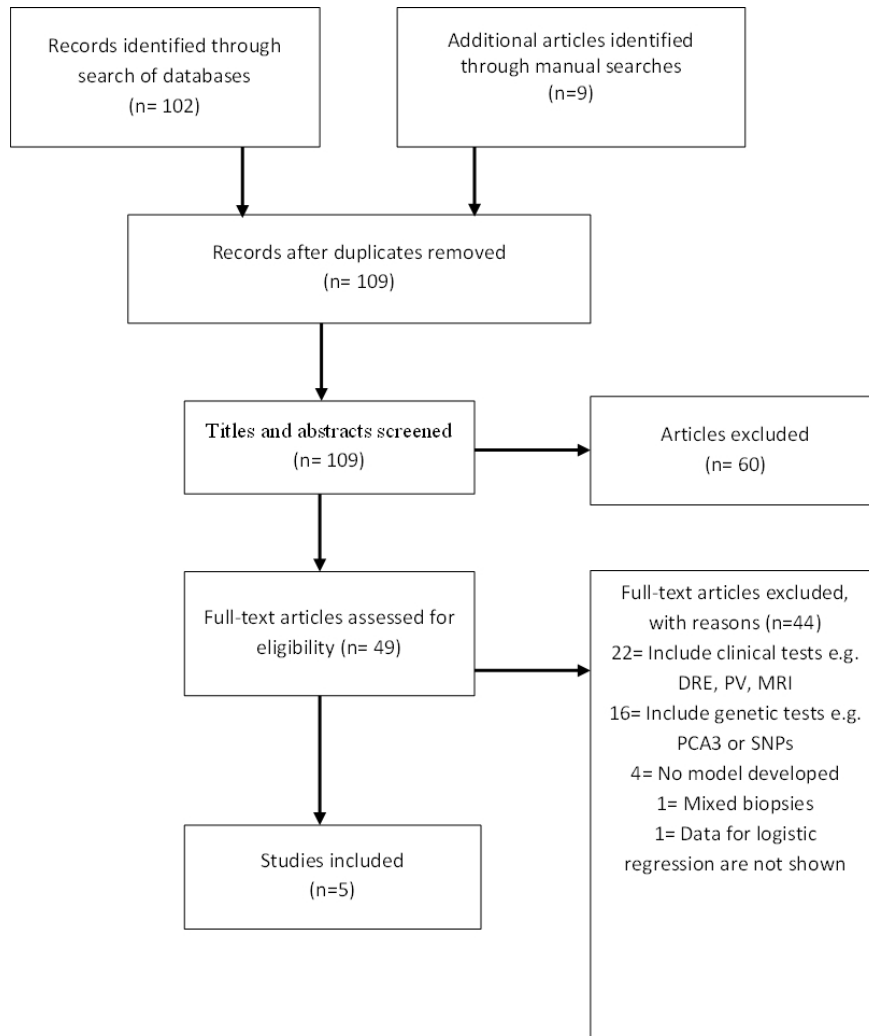 Records identified through
search of databases
(n= 102)
Additional articles identified
through manual searches
(n=9)
Records after duplicates removed
(n= 109)
Titles and abstracts screened
(n= 109)
Articles excluded
(n= 60)
Full-text articles assessed for
eligibility (n= 49)
Full-text articles excluded,
with reasons (n=44)
22= Include clinical tests e.g.
DRE, PV, MRI
16= Include genetic tests e.g.
PCA3 or SNPs
4= No model developed
1= Mixed biopsies
1= Data for logistic
regression are not shown
Studies included
(n=5)